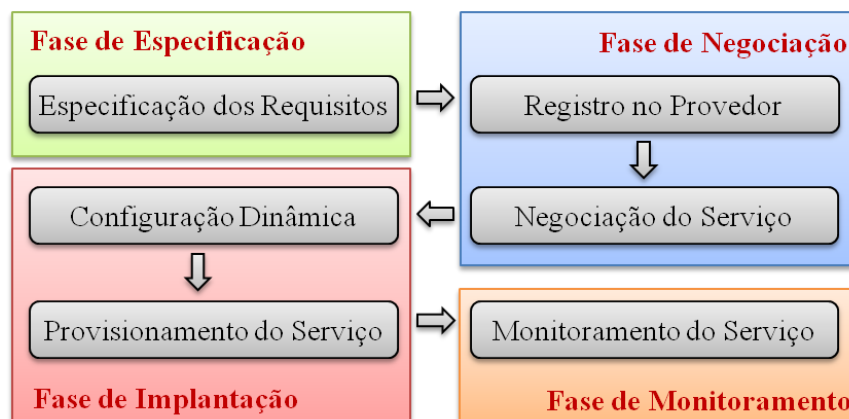 Fase de Especificação
Especificação dos Requisitos
Fase de Negociação
Registro no Provedor
Negociação do Serviço
Configuração Dinâmica
Provisionamento do Serviço
Fase de Implantação
Monitoramento do Serviço
Fase de Monitoramento